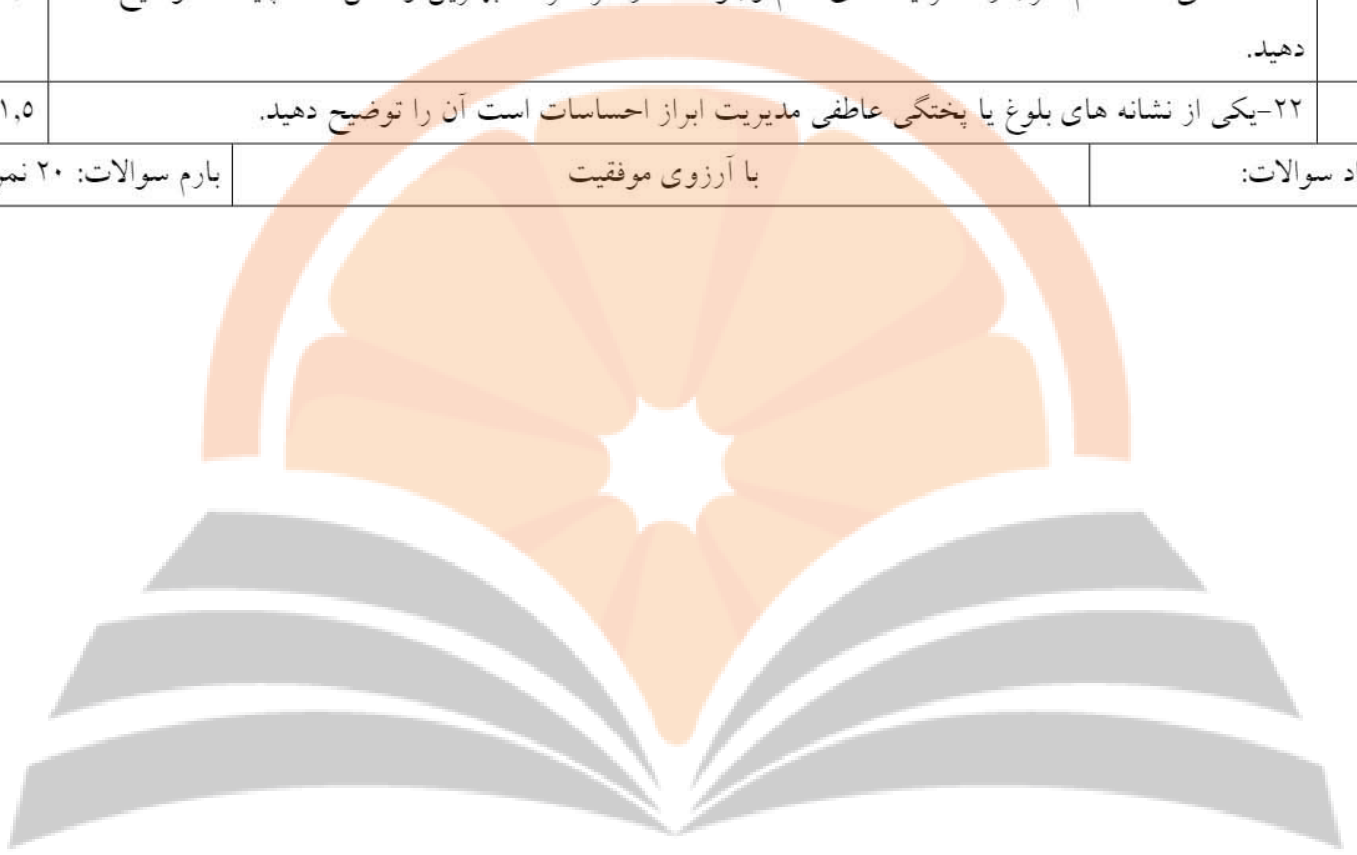 دهید.
۲۲-یکی از نشانه های بلوغ یا پختگی عاطفی مدیریت ابراز احساسات است آن را توضیح دهید. ۱,۵
اد سوالات: با آرزوی موفقیت بارم سوالات: ۲۰ نمر